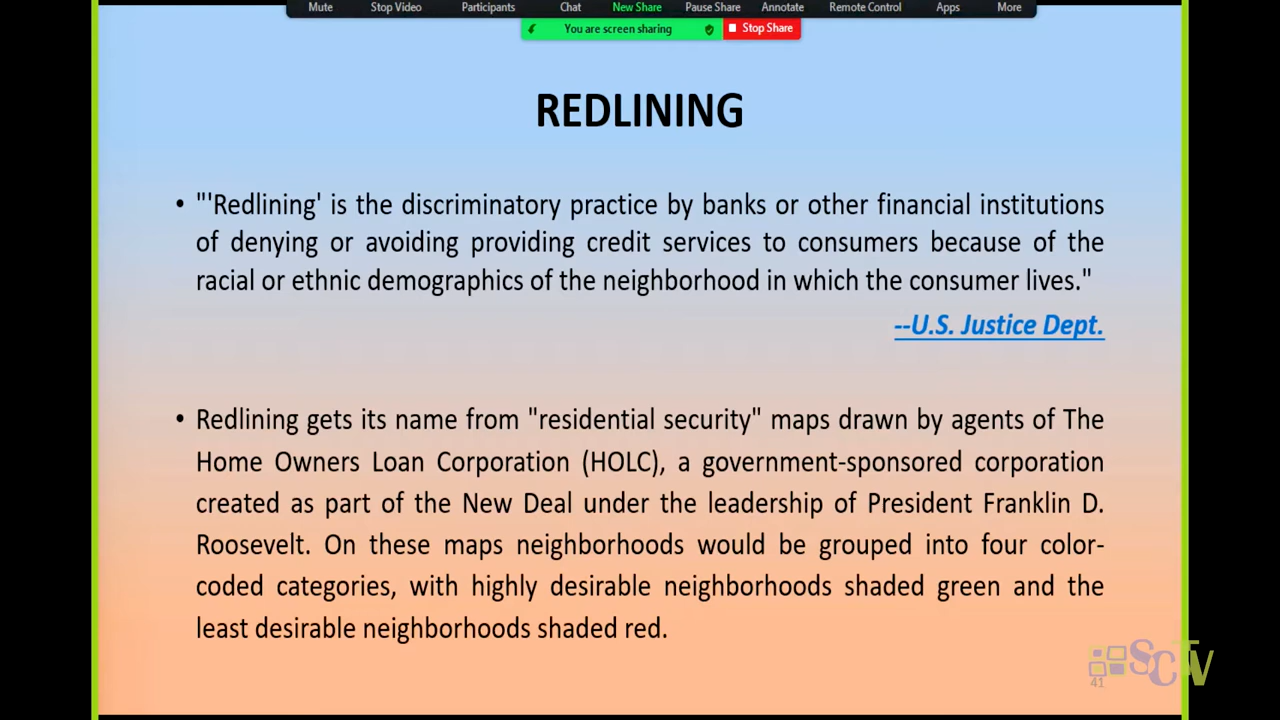 Mute Stop Video Participants Chat New Share Pause Share Annotate Remote Control Apps More
You are screen sharing Stop Share
REDLINING
• "'Redlining' is the discriminatory practice by banks or other financial institutions
of denying or avoiding providing credit services to consumers because of the
racial or ethnic demographics of the neighborhood in which the consumer lives."
--U.S. Justice Dept.
• Redlining gets its name from "residential security" maps drawn by agents of The
Home Owners Loan Corporation (HOLC), a government-sponsored corporation
created as part of the New Deal under the leadership of President Franklin D.
Roosevelt. On these maps neighborhoods would be grouped into four color-
coded categories, with highly desirable neighborhoods shaded green and the
least desirable neighborhoods shaded red.
SCTV
41